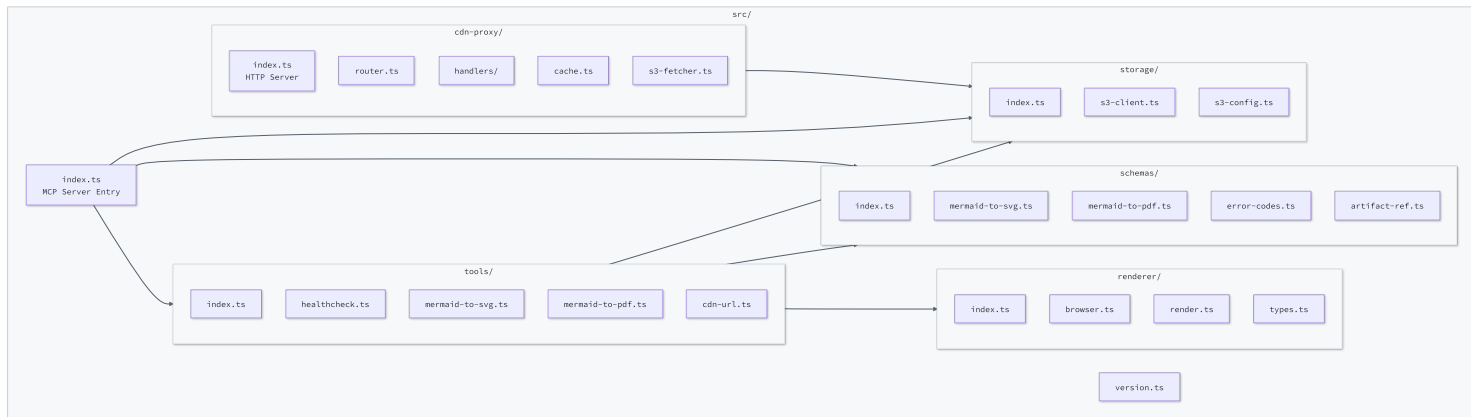 src/
cdn-proxy/
index.ts
HTTP Server
router.ts
handlers/
cache.ts
s3-fetcher.ts
storage/
index.ts
s3-client.ts
s3-config.ts
index.ts
MCP Server Entry
schemas/
index.ts
mermaid-to-svg.ts
mermaid-to-pdf.ts
error-codes.ts
artifact-ref.ts
tools/
index.ts
healthcheck.ts
mermaid-to-svg.ts
mermaid-to-pdf.ts
cdn-url.ts
renderer/
index.ts
browser.ts
render.ts
types.ts
version.ts